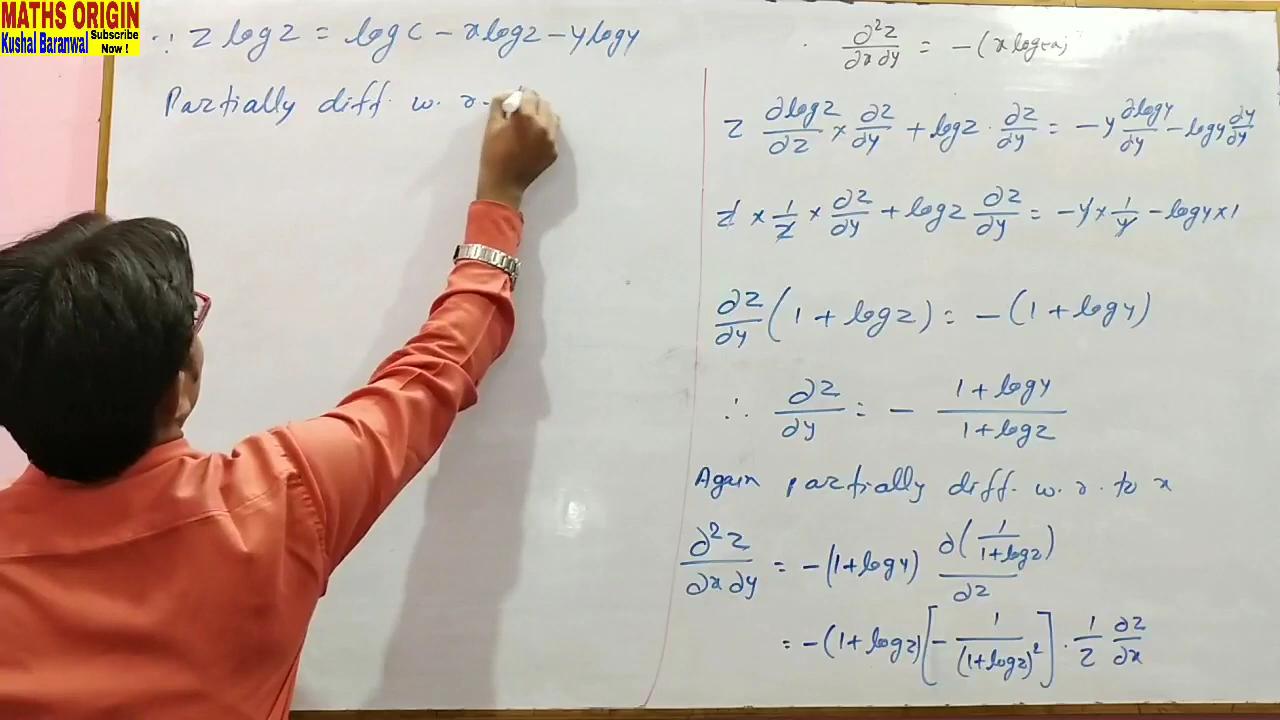 MATHS ORIGIN
Kushal Baranwal Subscribe Now !
∵ z log z = log c - x log z - y log y
Partially diff. w. r.
∂²z/∂x∂y = -(x log ex)
z ∂log z/∂z × ∂z/∂y + log z · ∂z/∂y = -y ∂log y/∂y - log y ∂y/∂y
z × 1/z × ∂z/∂y + log z ∂z/∂y = -y × 1/y - log y × 1
∂z/∂y (1 + log z) = -(1 + log y)
∴ ∂z/∂y = - (1 + log y)/(1 + log z)
Again partially diff. w. r. to x
∂²z/∂x∂y = -(1+log y) ∂(1/(1+log z))/∂z
= -(1+log z) [- 1/(1+log z)²] · 1/z ∂z/∂x